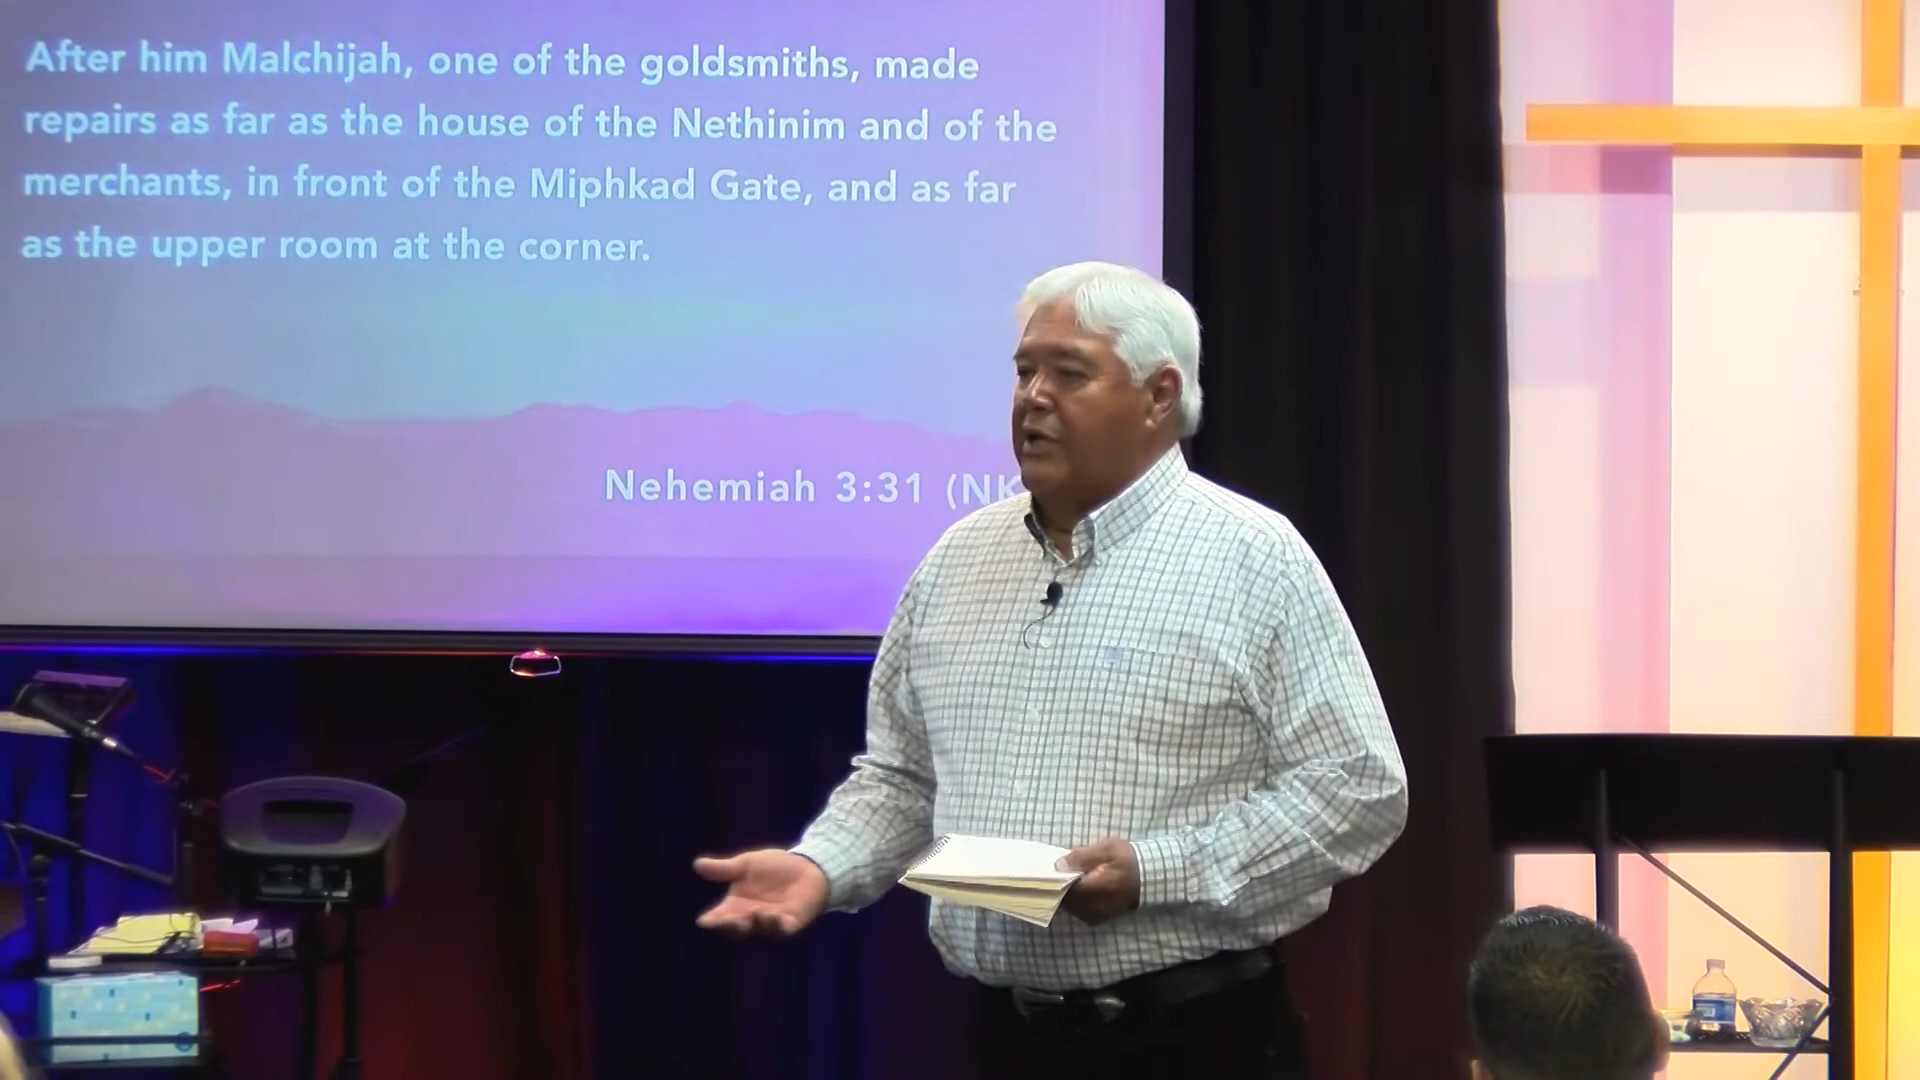 After him Malchijah, one of the goldsmiths, made
repairs as far as the house of the Nethinim and of the
merchants, in front of the Miphkad Gate, and as far
as the upper room at the corner.
Nehemiah 3:31 (NK